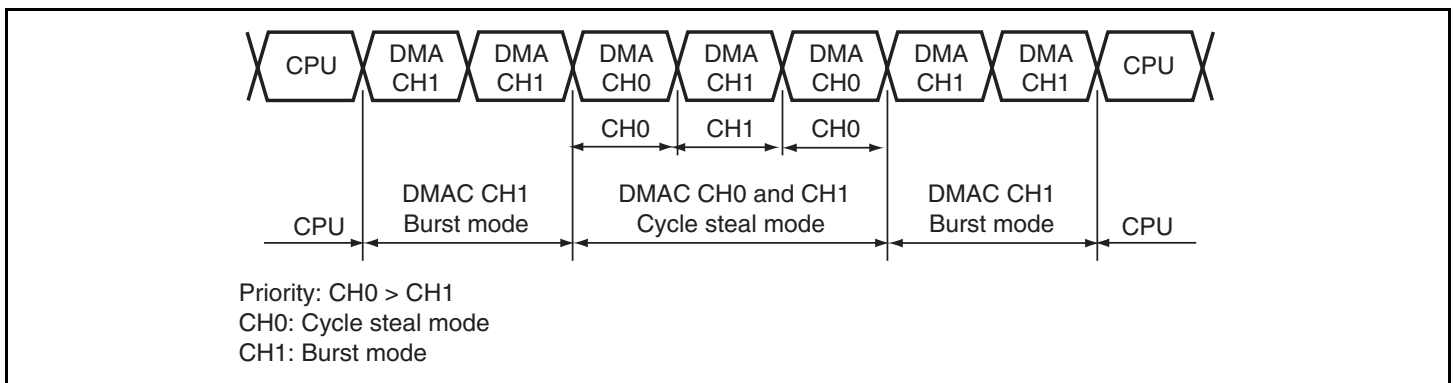 CPU DMA CH1 DMA CH1 DMA CH0 DMA CH1 DMA CH0 DMA CH1 DMA CH1 CPU
CH0 CH1 CH0
DMAC CH1 DMAC CH0 and CH1 DMAC CH1
CPU Burst mode Cycle steal mode Burst mode CPU
Priority: CH0 > CH1
CH0: Cycle steal mode
CH1: Burst mode